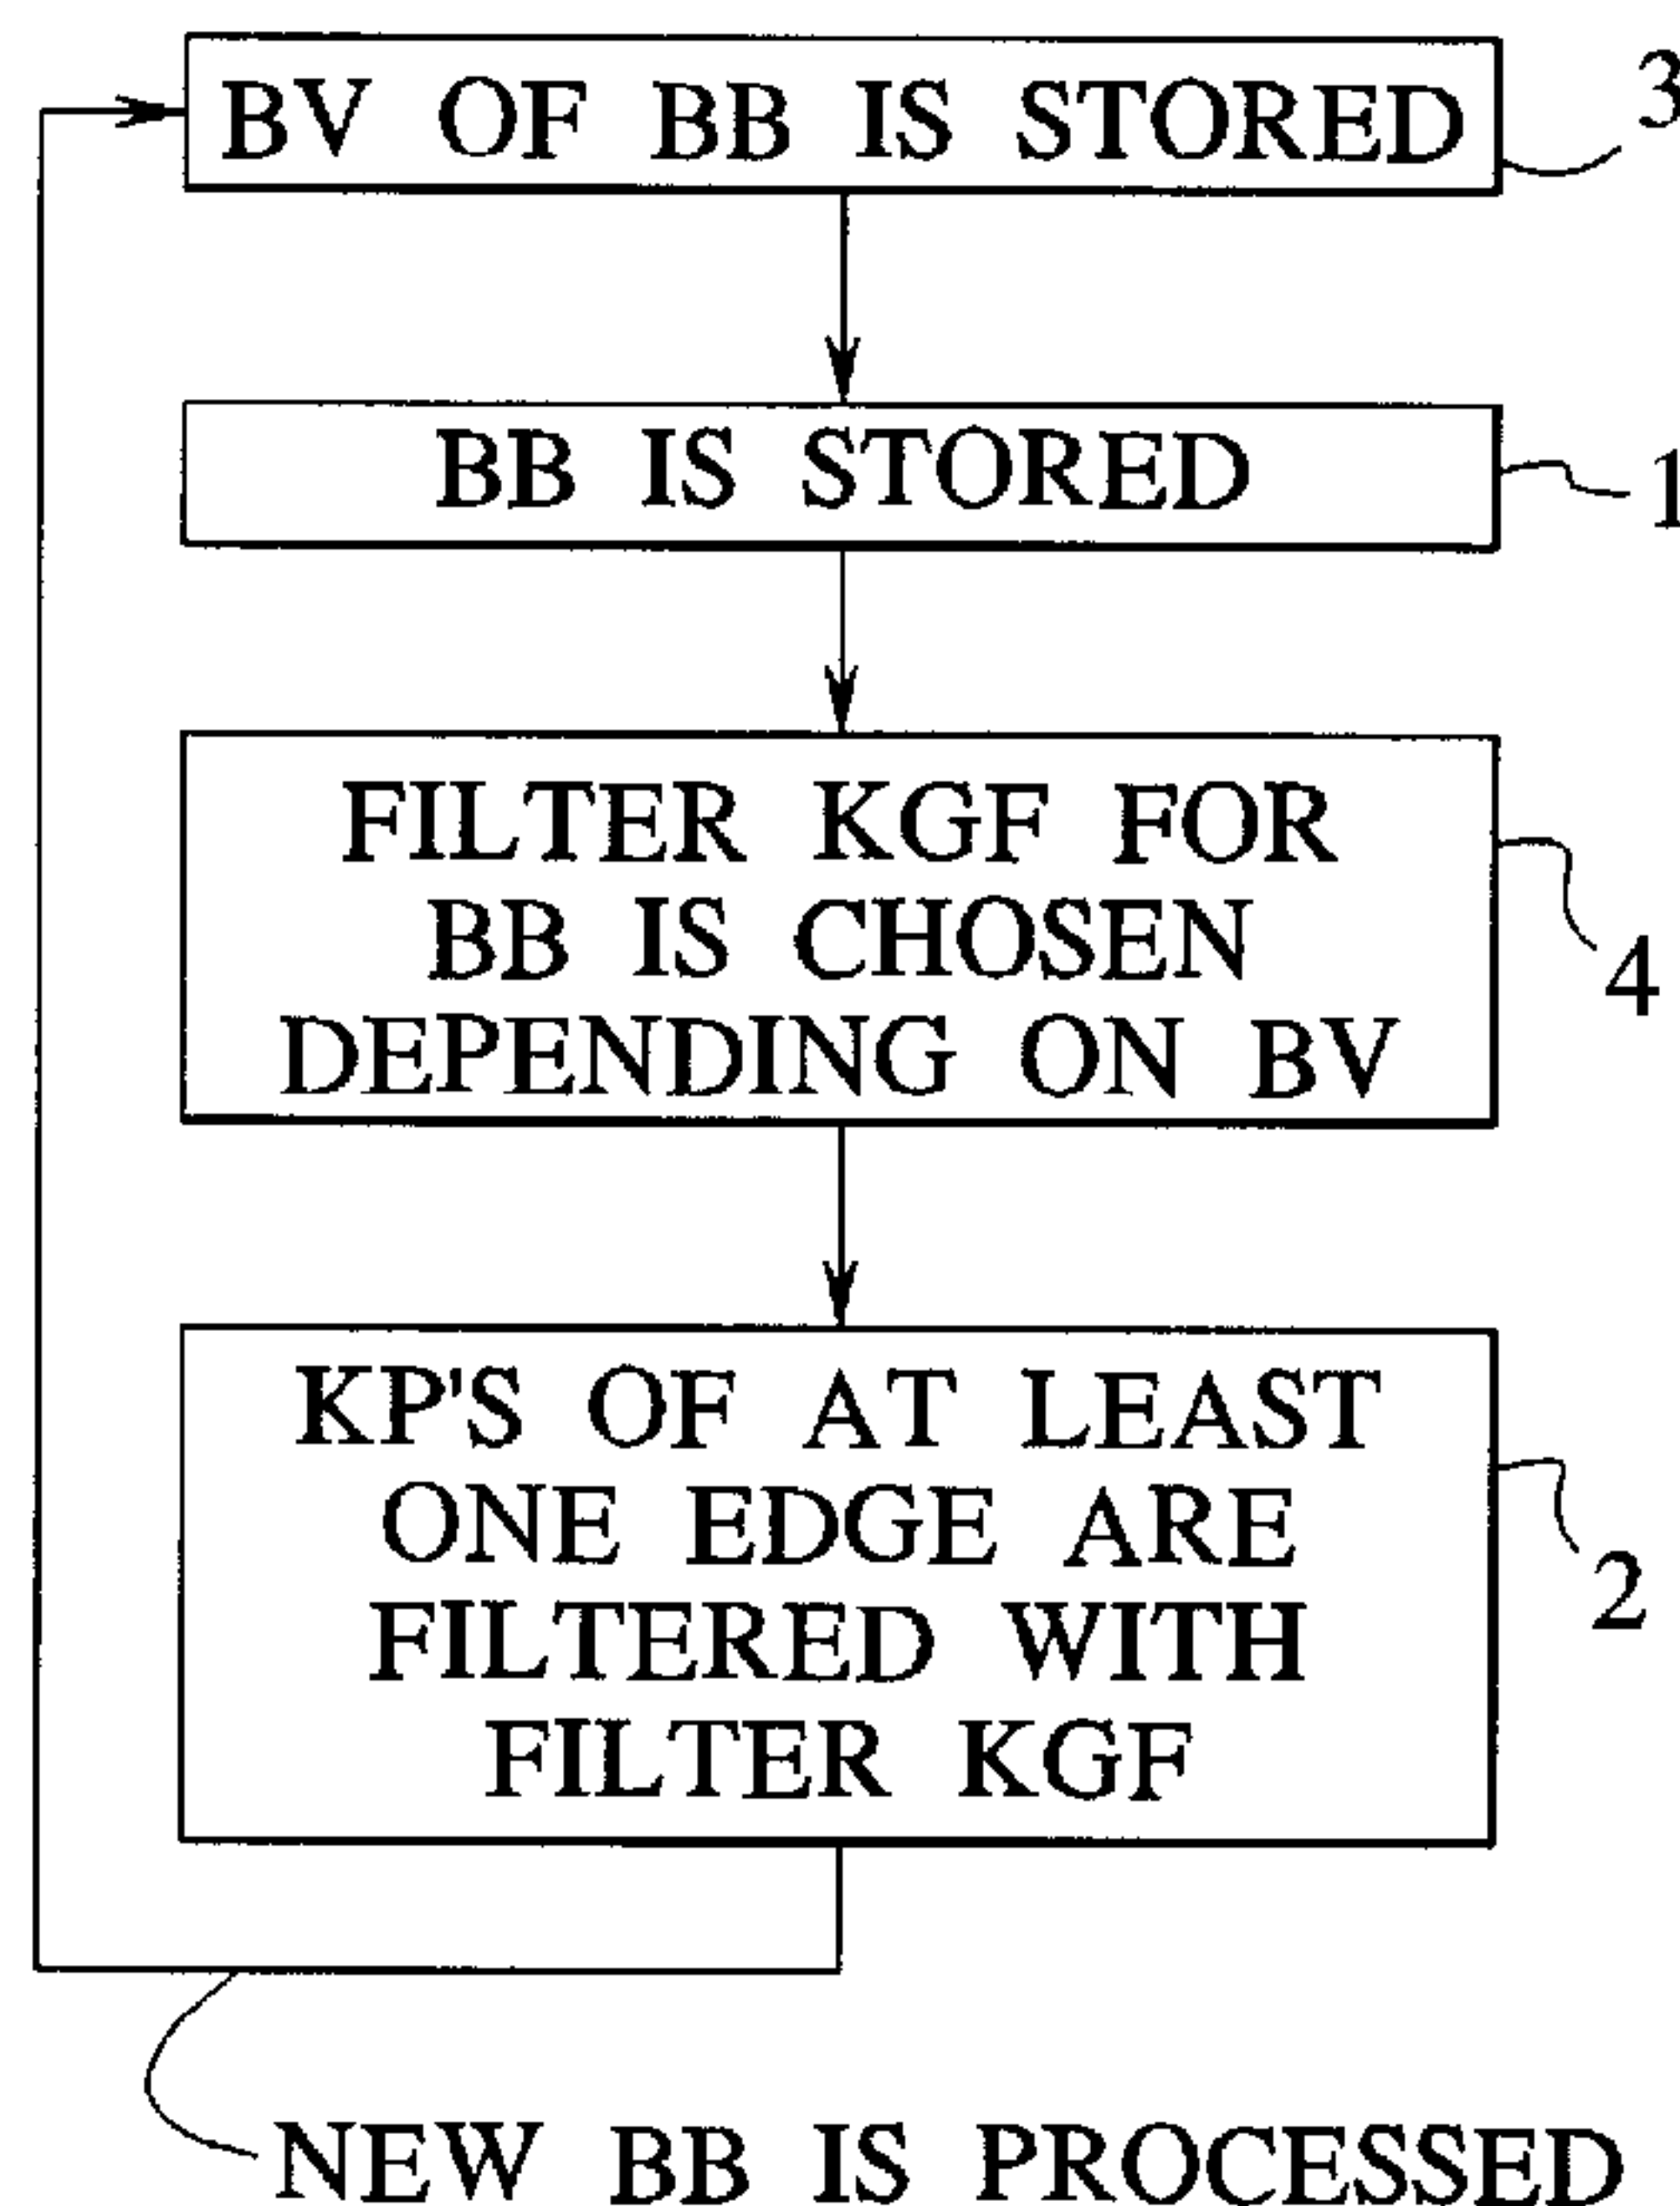 BV OF BB IS STORED
3
BB IS STORED
1
FILTER KGF FOR
BB IS CHOSEN
DEPENDING ON BV
4
KP'S OF AT LEAST
ONE EDGE ARE
FILTERED WITH
FILTER KGF
2
NEW BB IS PROCESSED